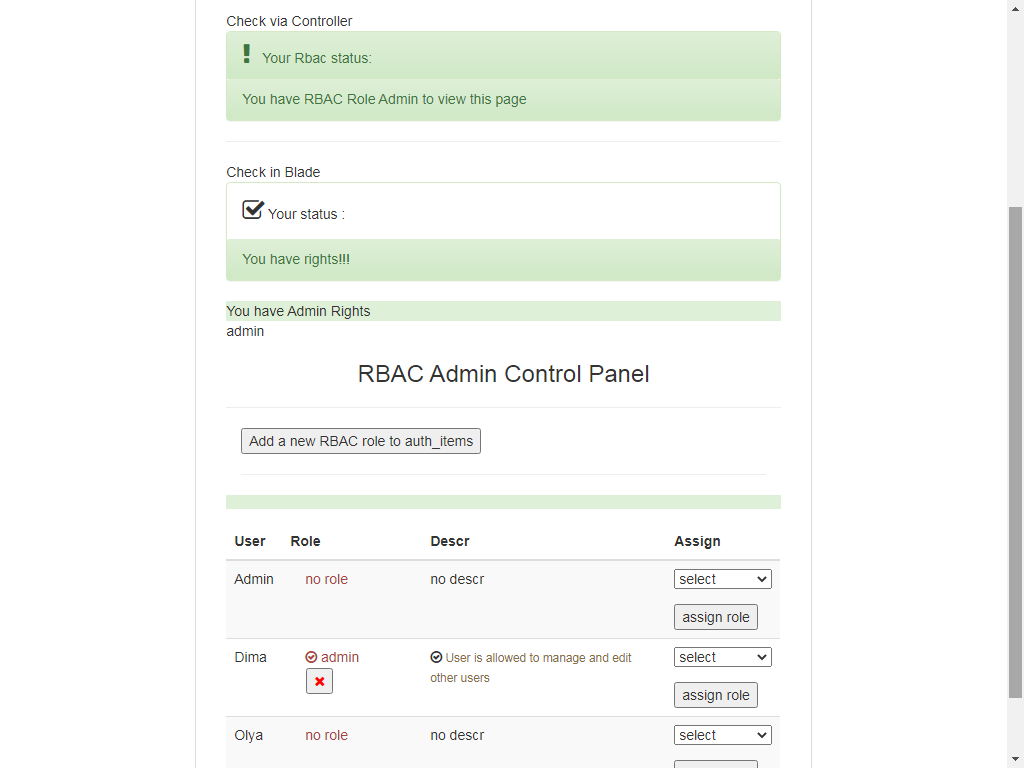 Check via Controller
! Your Rbac status:
You have RBAC Role Admin to view this page
Check in Blade
Your status :
You have rights!!!
You have Admin Rights
admin
RBAC Admin Control Panel
Add a new RBAC role to auth_items
User Role Descr Assign
Admin no role no descr select
assign role
Dima admin User is allowed to manage and edit select
other users
assign role
Olya no role no descr select